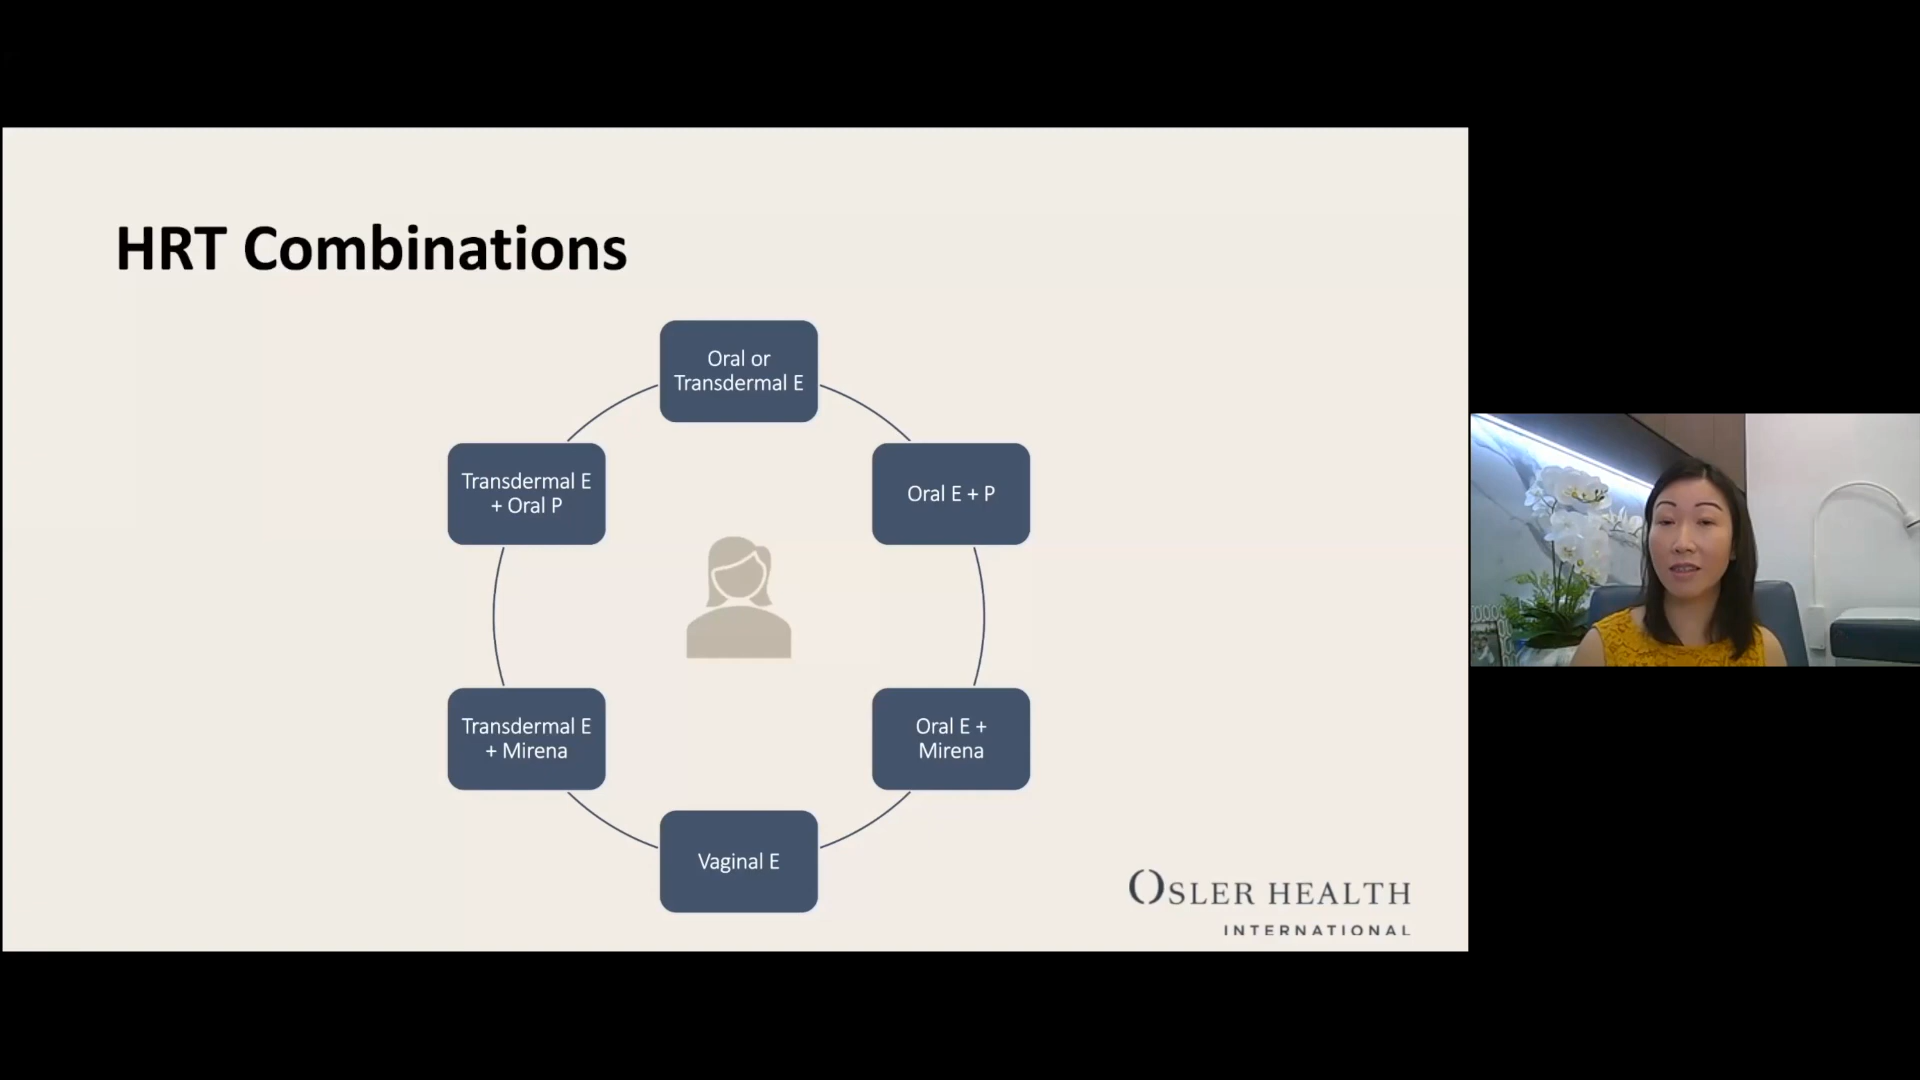 HRT Combinations
Oral or
Transdermal E
Transdermal E
+ Oral P
Oral E + P
Transdermal E
+ Mirena
Oral E +
Mirena
Vaginal E
OSLER HEALTH
INTERNATIONAL